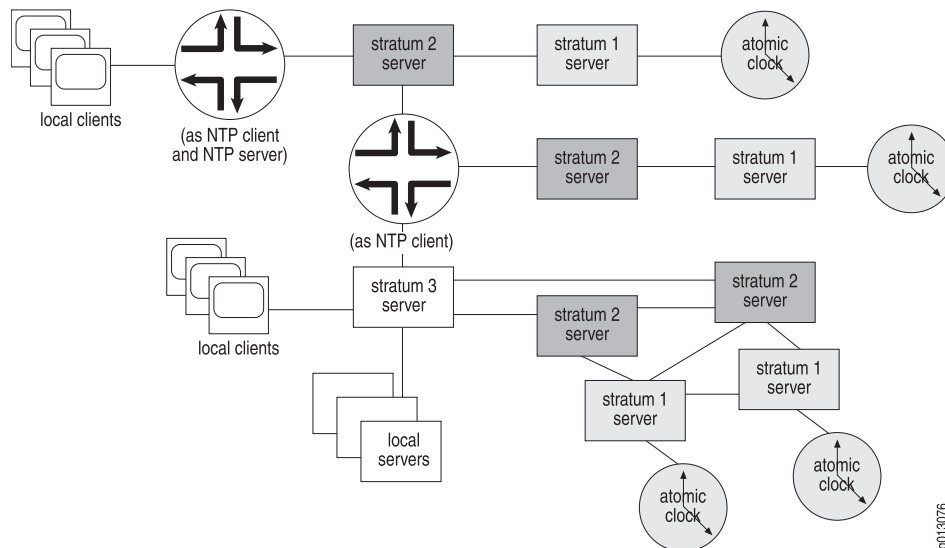 stratum 2
server
stratum 1
server
atomic
clock
local clients
(as NTP client
and NTP server)
stratum 2
server
stratum 1
server
atomic
clock
(as NTP client)
stratum 3
server
stratum 2
server
stratum 2
server
local clients
stratum 1
server
stratum 1
server
local
servers
atomic
clock
atomic
clock
g013076